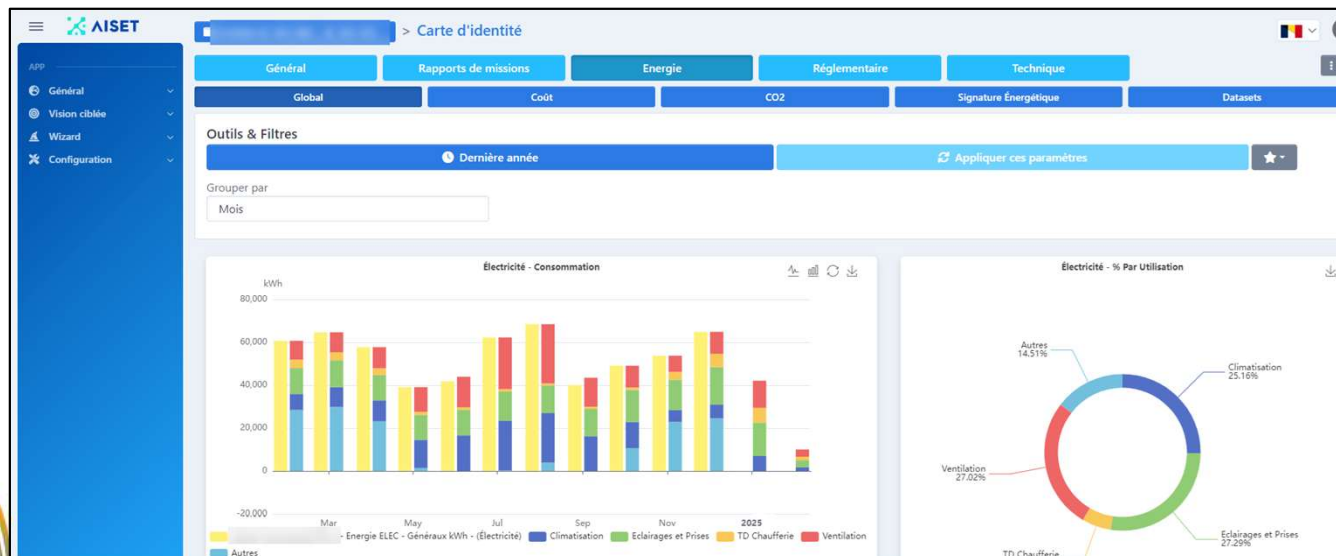 AISET
> Carte d'identité
APP
Général
Vision ciblée
Wizard
Configuration
Général
Rapports de missions
Energie
Réglementaire
Technique
Global
Coût
CO2
Signature Énergétique
Datasets
Outils & Filtres
Dernière année
Appliquer ces paramètres
Grouper par
Mois
Électricité - Consommation
kWh
80,000
60,000
40,000
20,000
0
-20,000
Mar
May
Jul
Sep
Nov
2025
- Energie ELEC - Généraux kWh - (Électricité)
Climatisation
Eclairages et Prises
TD Chaufferie
Ventilation
Autres
Électricité - % Par Utilisation
Autres
14.51%
Climatisation
25.16%
Ventilation
27.02%
Eclairages et Prises
27.29%
TD Chaufferie